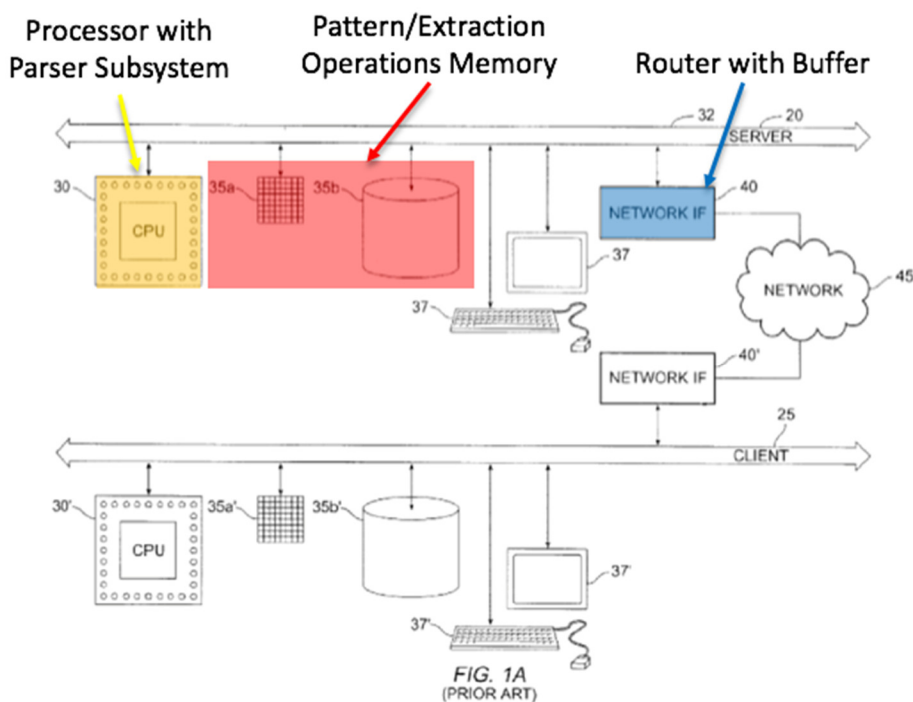 Processor with
Parser Subsystem
Pattern/Extraction
Operations Memory
Router with Buffer
32
20
SERVER
30
CPU
35a
35b
37
37
NETWORK IF
40
NETWORK
45
NETWORK IF
40'
25
CLIENT
30'
CPU
35a'
35b'
37'
37'
FIG. 1A
(PRIOR ART)